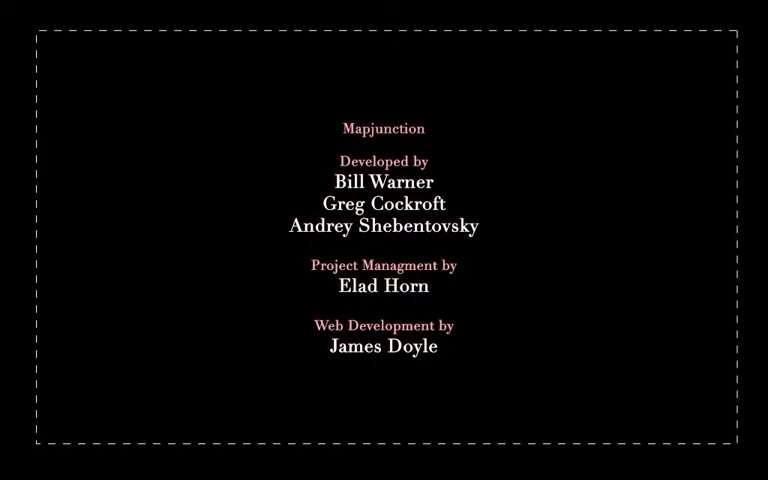 Mapjunction
Developed by
Bill Warner
Greg Cockroft
Andrey Shebentovsky
Project Managment by
Elad Horn
Web Development by
James Doyle